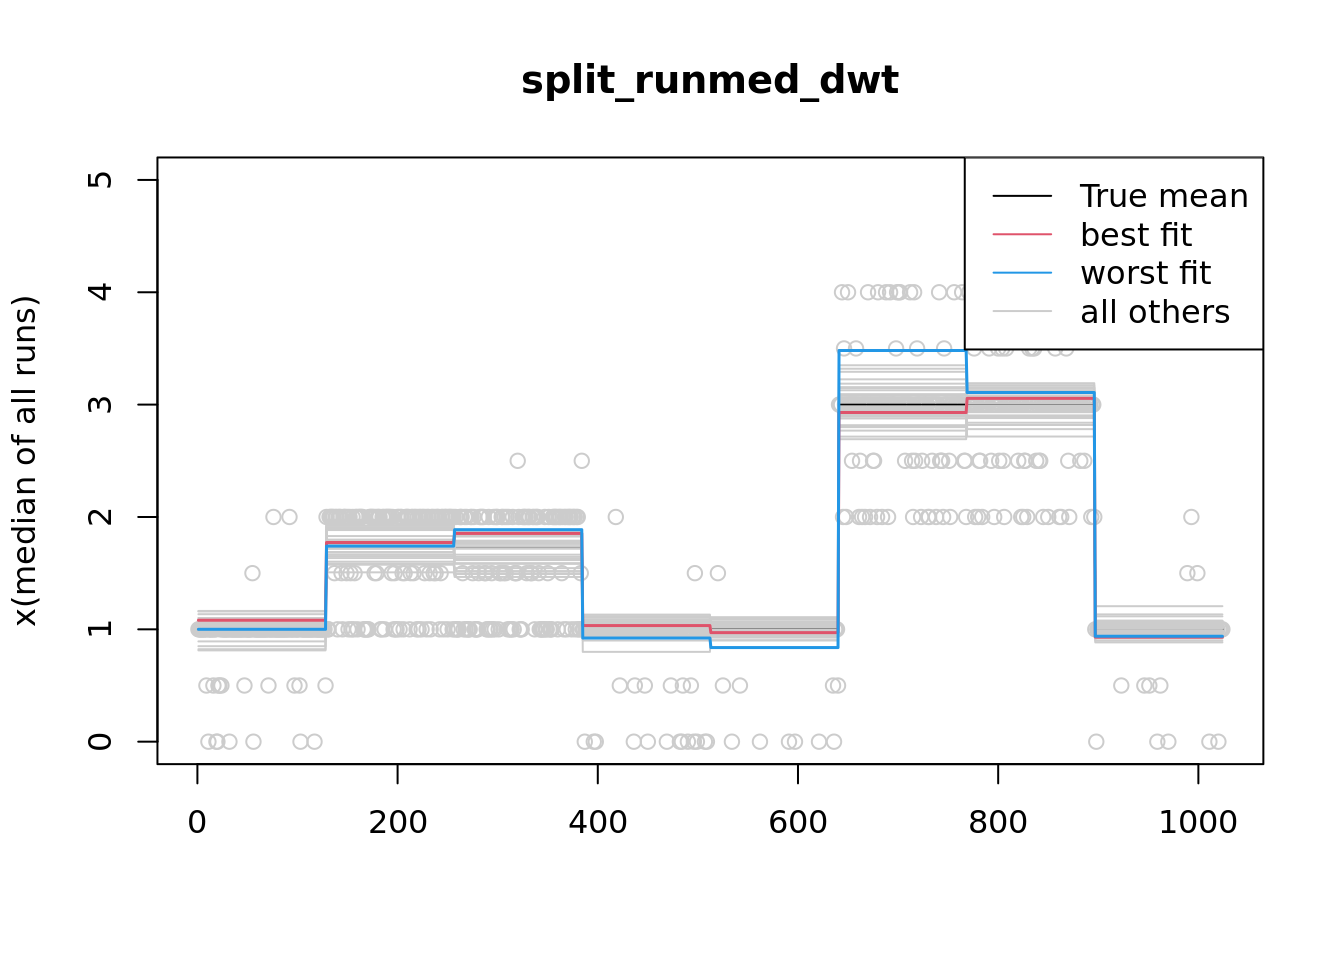 split_runmed_dwt
x(median of all runs)
5
4
3
2
1
0
True mean
best fit
worst fit
all others
0 200 400 600 800 1000